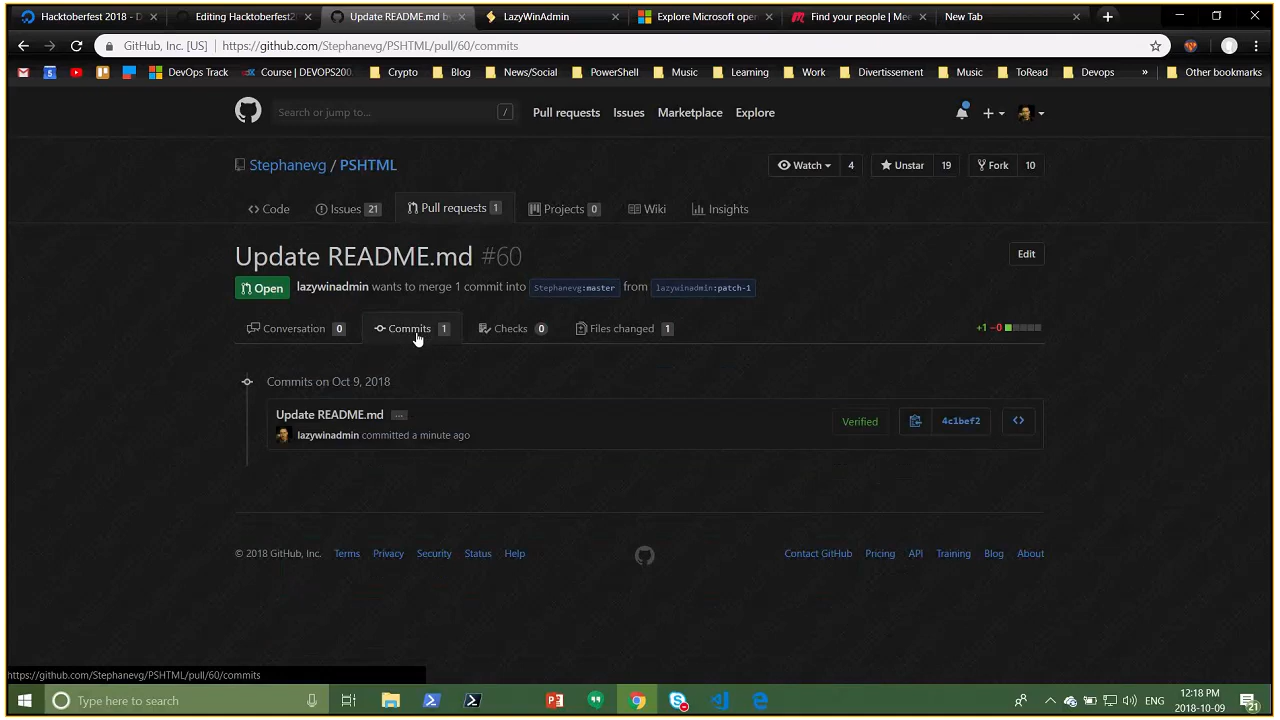 Hacktoberfest 2018 - D
Editing Hacktoberfest2
Update README.md by
LazyWinAdmin
Explore Microsoft open
Find your people | Mee
New Tab
GitHub, Inc. [US] https://github.com/Stephanevg/PSHTML/pull/60/commits
DevOps Track
Course | DEVOPS200.
Crypto
Blog
News/Social
PowerShell
Music
Learning
Work
Divertissement
Music
ToRead
Devops
»
Other bookmarks
Search or jump to...
/
Pull requests
Issues
Marketplace
Explore
Stephanevg / PSHTML
Watch 4
Unstar 19
Fork 10
Code
Issues 21
Pull requests 1
Projects 0
Wiki
Insights
Update README.md #60
Edit
Open
lazywinadmin wants to merge 1 commit into Stephanevg:master from lazywinadmin:patch-1
Conversation 0
Commits 1
Checks 0
Files changed 1
+1 −0
Commits on Oct 9, 2018
Update README.md ...
lazywinadmin committed a minute ago
Verified
4c1bef2
© 2018 GitHub, Inc.
Terms
Privacy
Security
Status
Help
Contact GitHub
Pricing
API
Training
Blog
About
https://github.com/Stephanevg/PSHTML/pull/60/commits
Type here to search
ENG
12:18 PM
2018-10-09
21